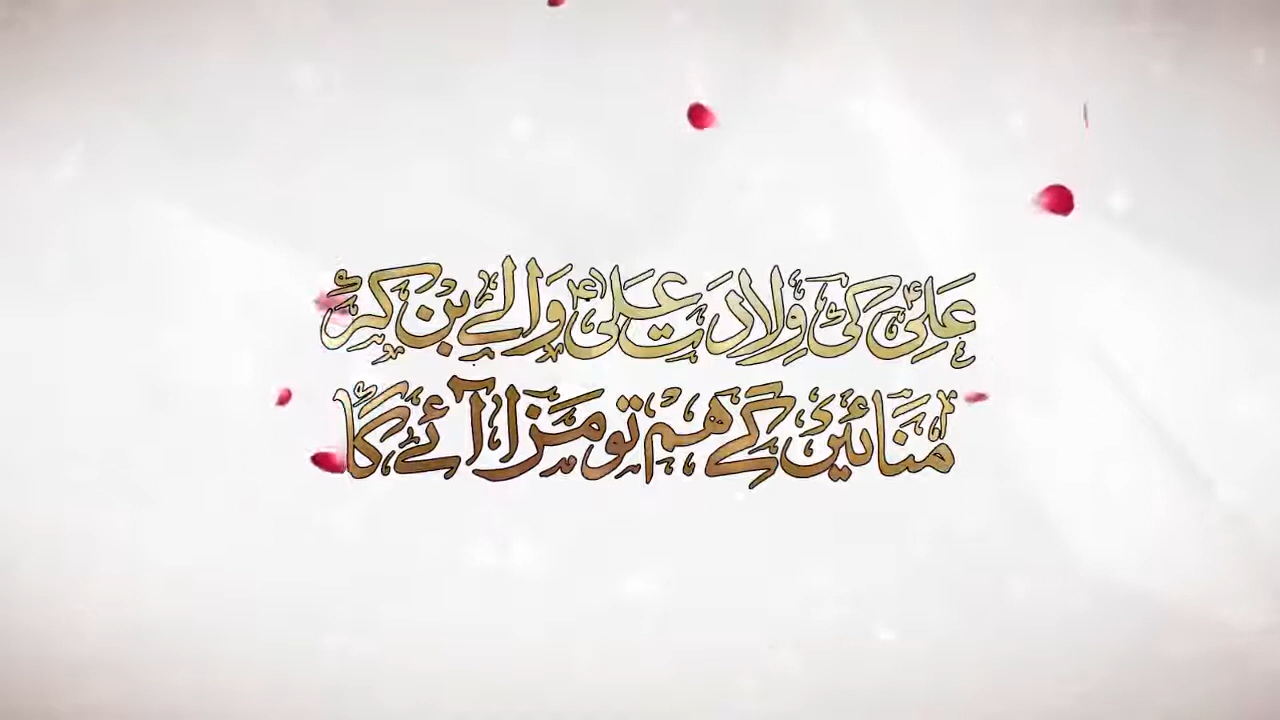 علیؑ کی ولادت علیؑ والے بن کر
منائیں گے ہم تو مزا آئے گا